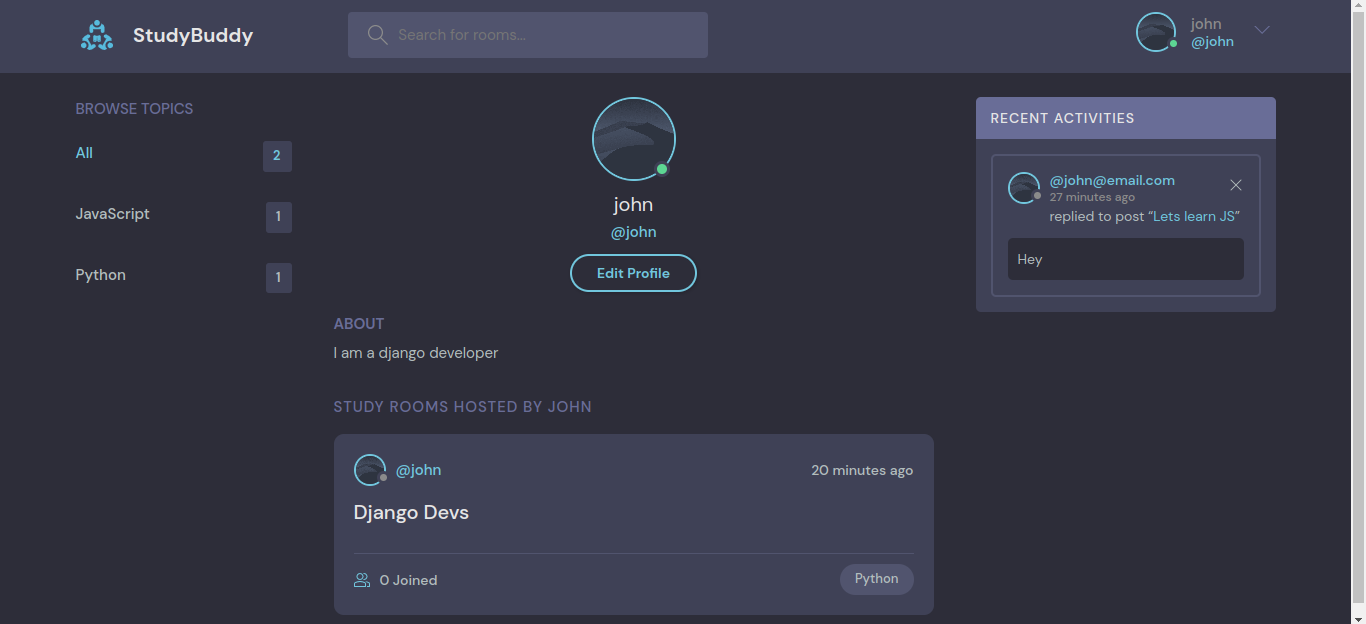 StudyBuddy
Search for rooms...
john
@john
BROWSE TOPICS
All
2
JavaScript
1
Python
1
john
@john
Edit Profile
ABOUT
I am a django developer
STUDY ROOMS HOSTED BY JOHN
@john
20 minutes ago
Django Devs
0 Joined
Python
RECENT ACTIVITIES
@john@email.com
27 minutes ago
replied to post “Lets learn JS”
Hey